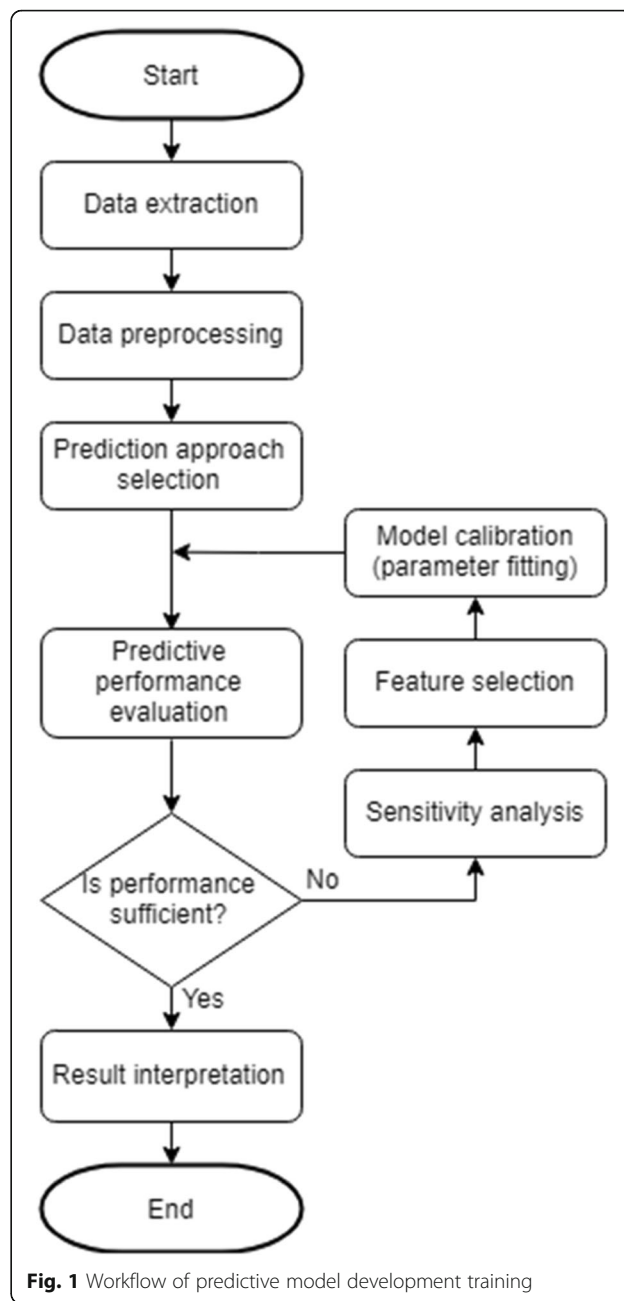 Start
Data extraction
Data preprocessing
Prediction approach
selection
Model calibration
(parameter fitting)
Predictive
performance
evaluation
Feature selection
Sensitivity analysis
Is performance
sufficient?
No
Yes
Result interpretation
End
Fig. 1 Workflow of predictive model development training